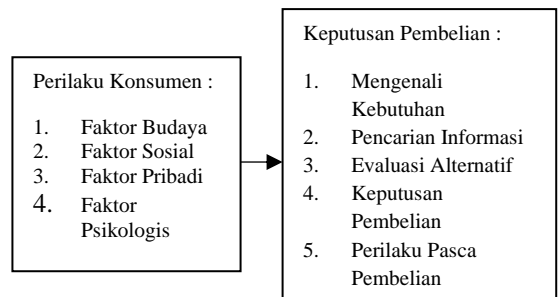 Perilaku Konsumen :
1. Faktor Budaya
2. Faktor Sosial
3. Faktor Pribadi
4. Faktor
Psikologis
Keputusan Pembelian :
1. Mengenali
Kebutuhan
2. Pencarian Informasi
3. Evaluasi Alternatif
4. Keputusan
Pembelian
5. Perilaku Pasca
Pembelian